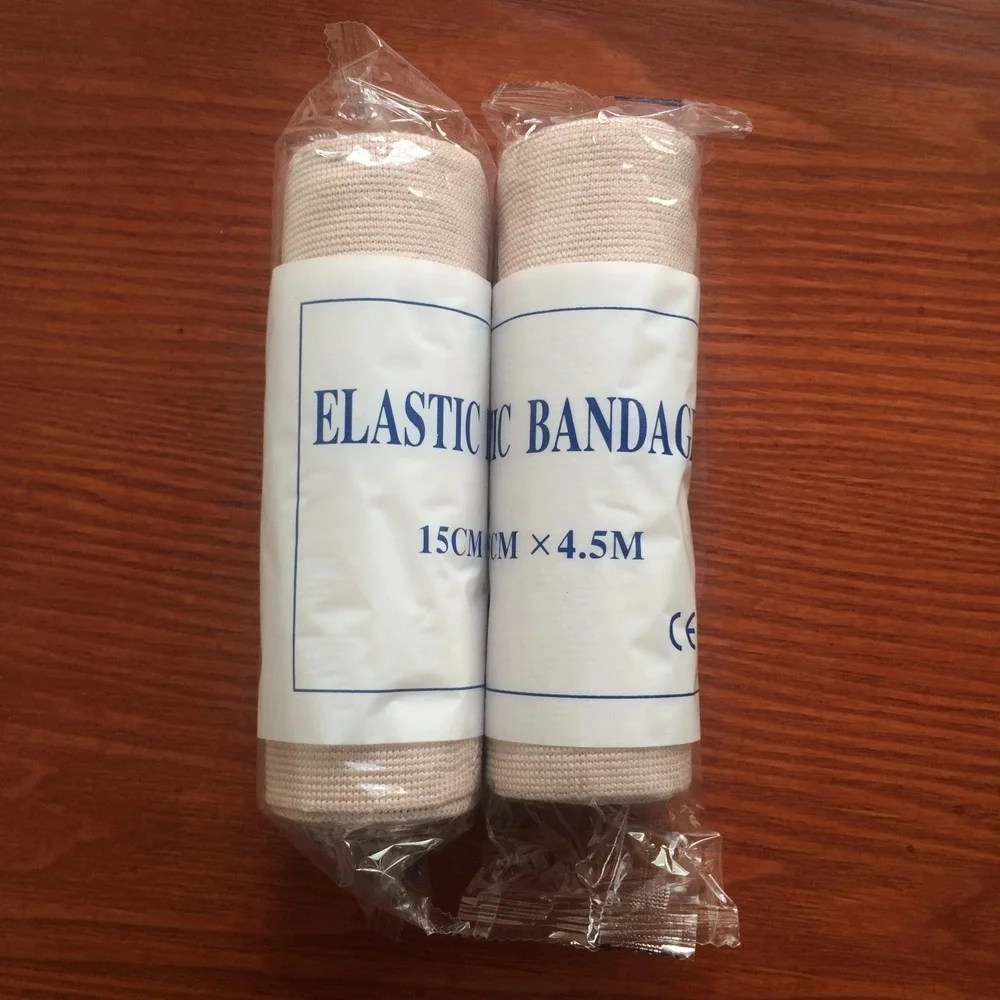 ELASTIC IC BANDAG
15CM CM ×4.5M
CE